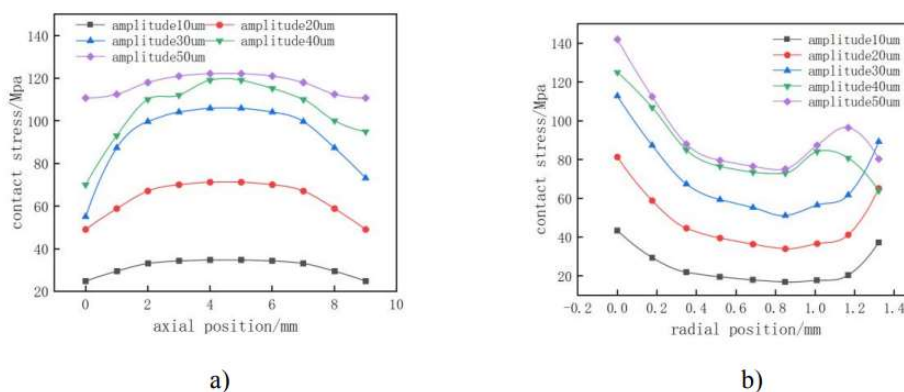 amplitude10um amplitude20um
amplitude30um amplitude40um
amplitude50um
contact stress/Mpa
140
120
100
80
60
40
20
0 2 4 6 8 10
axial position/mm
a)
amplitude10um
amplitude20um
amplitude30um
amplitude40um
amplitude50um
contact stress/Mpa
140
120
100
80
60
40
20
-0.2 0.0 0.2 0.4 0.6 0.8 1.0 1.2 1.4
radial position/mm
b)